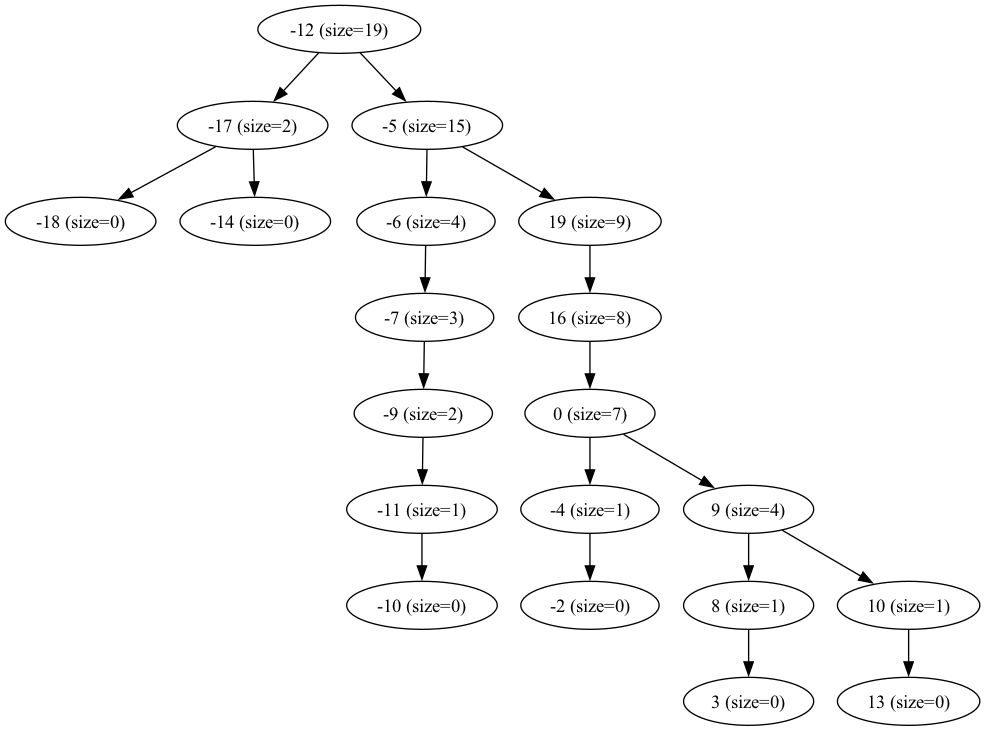 -12 (size=19)
-17 (size=2)
-5 (size=15)
-18 (size=0)
-14 (size=0)
-6 (size=4)
19 (size=9)
-7 (size=3)
16 (size=8)
-9 (size=2)
0 (size=7)
-11 (size=1)
-4 (size=1)
9 (size=4)
-10 (size=0)
-2 (size=0)
8 (size=1)
10 (size=1)
3 (size=0)
13 (size=0)